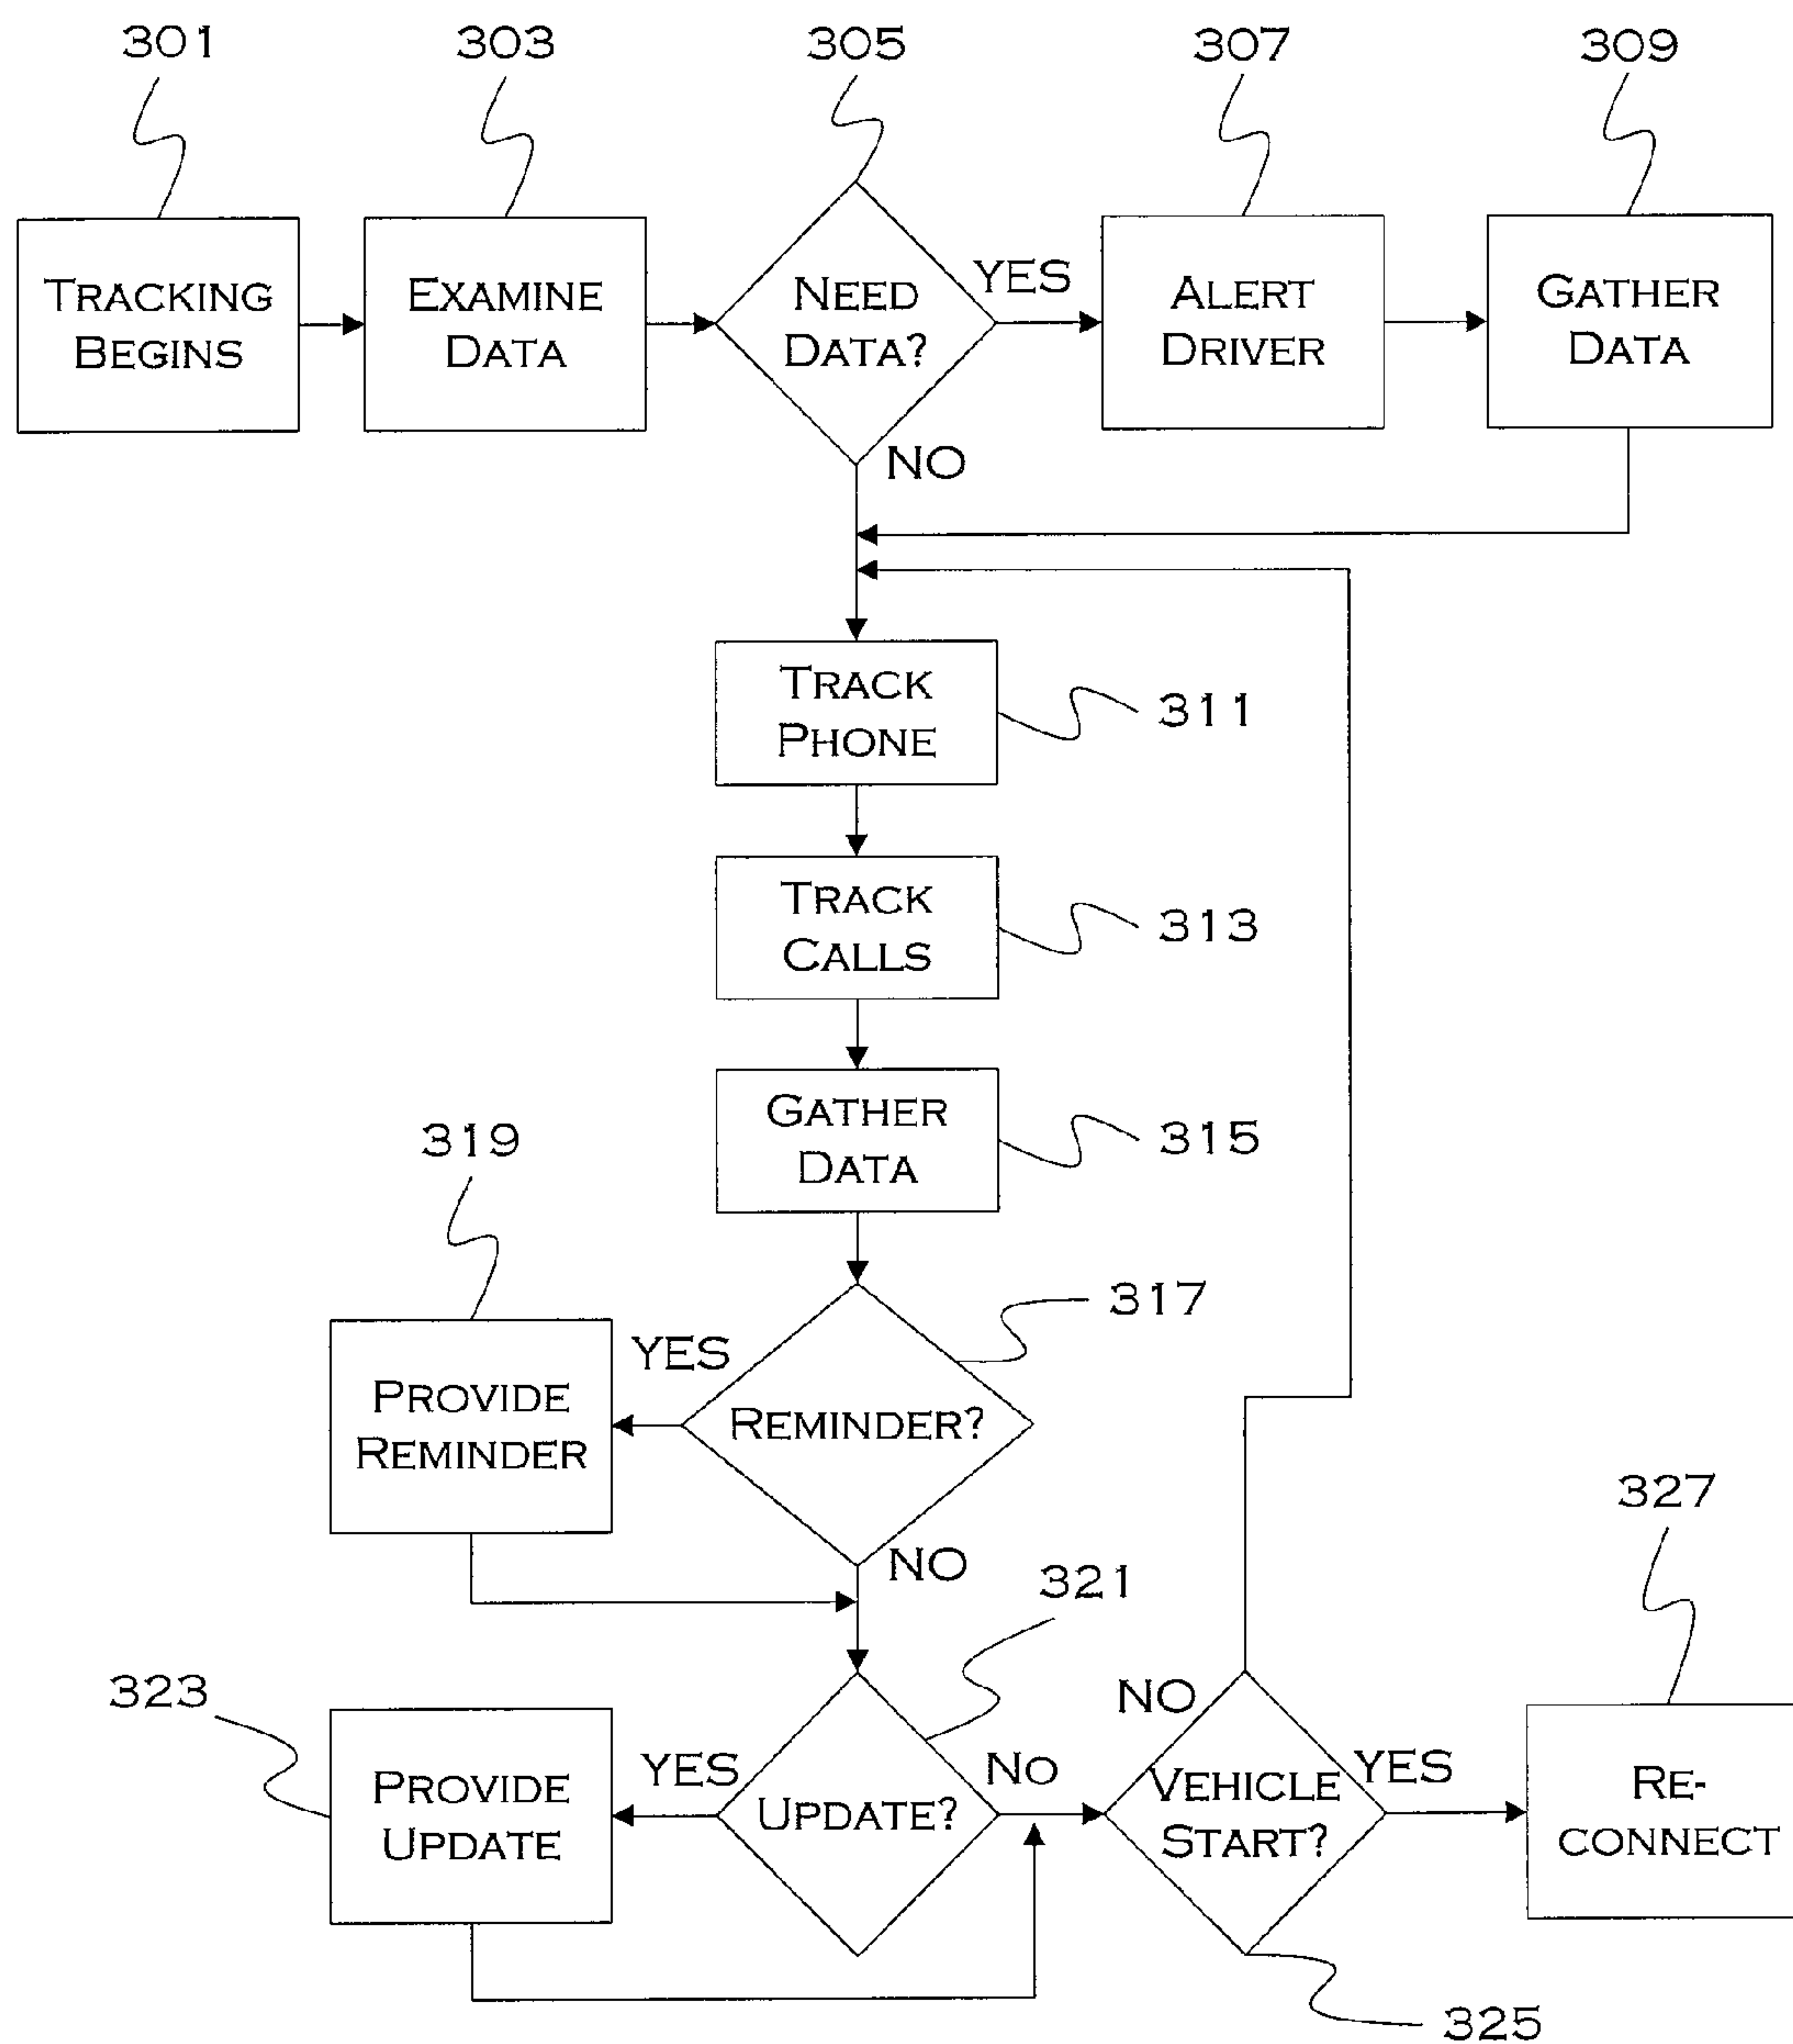 301
303
305
307
309
TRACKING
BEGINS
EXAMINE
DATA
NEED
DATA?
YES
ALERT
DRIVER
GATHER
DATA
NO
TRACK
PHONE
311
TRACK
CALLS
313
GATHER
DATA
315
319
317
YES
PROVIDE
REMINDER
REMINDER?
NO
321
327
323
NO
PROVIDE
UPDATE
YES
UPDATE?
NO
VEHICLE
START?
YES
RE-
CONNECT
325